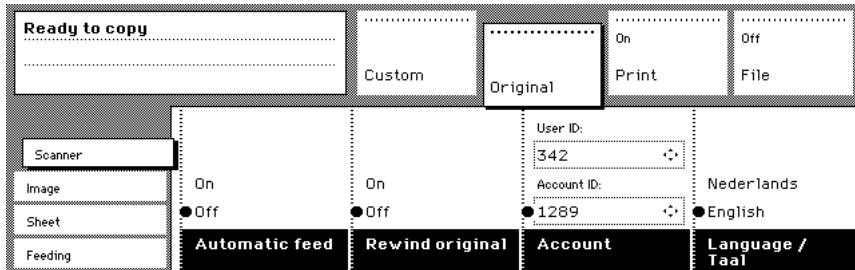 Ready to copy
Custom
Original
On
Print
Off
File
Scanner
Image
Sheet
Feeding
On
Off
Automatic feed
On
Off
Rewind original
User ID:
342
Account ID:
1289
Account
Nederlands
English
Language /
Taal